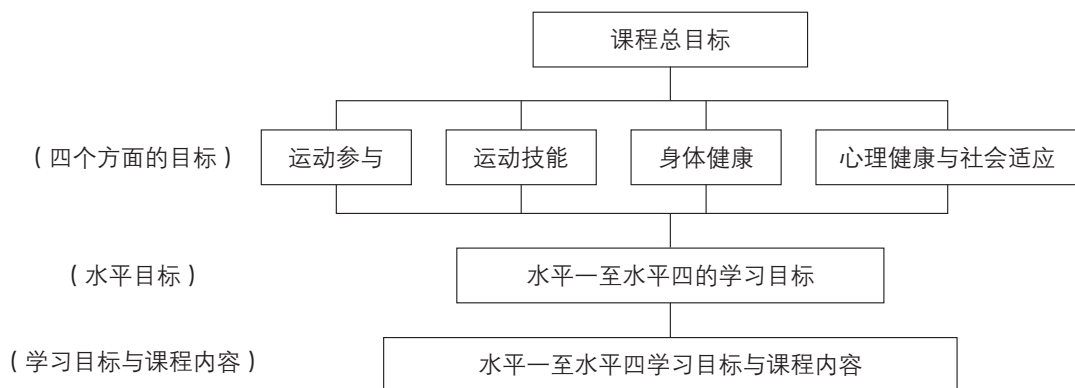 课程总目标
（四个方面的目标） 运动参与 运动技能 身体健康 心理健康与社会适应
（水平目标） 水平一至水平四的学习目标
（学习目标与课程内容） 水平一至水平四学习目标与课程内容